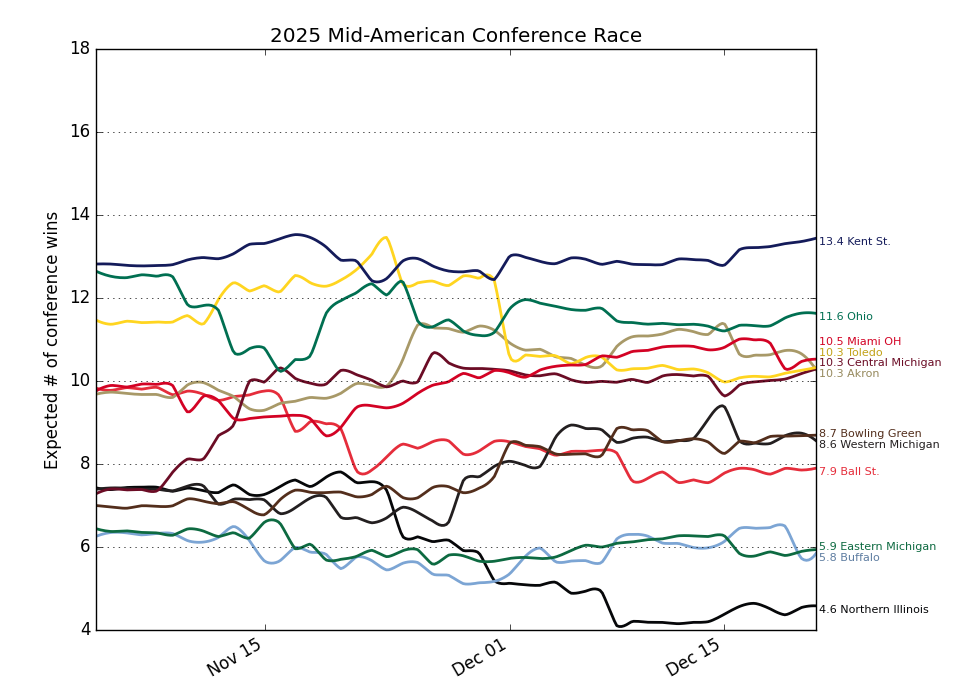 2025 Mid-American Conference Race
Expected # of conference wins
18
16
14
12
10
8
6
4
Nov 15
Dec 01
Dec 15
13.4 Kent St.
11.6 Ohio
10.5 Miami OH
10.3 Toledo
10.3 Central Michigan
10.3 Akron
8.7 Bowling Green
8.6 Western Michigan
7.9 Ball St.
5.9 Eastern Michigan
5.8 Buffalo
4.6 Northern Illinois